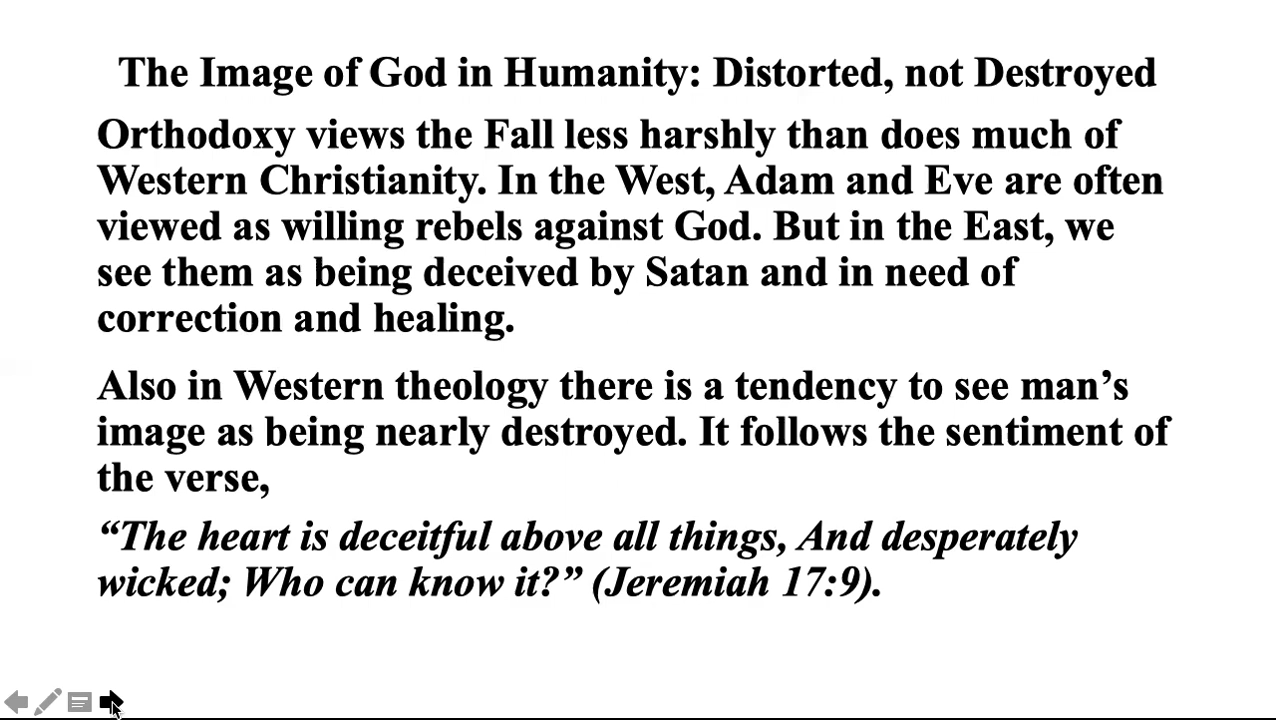 The Image of God in Humanity: Distorted, not Destroyed
Orthodoxy views the Fall less harshly than does much of
Western Christianity. In the West, Adam and Eve are often
viewed as willing rebels against God. But in the East, we
see them as being deceived by Satan and in need of
correction and healing.
Also in Western theology there is a tendency to see man’s
image as being nearly destroyed. It follows the sentiment of
the verse,
“The heart is deceitful above all things, And desperately
wicked; Who can know it?” (Jeremiah 17:9).